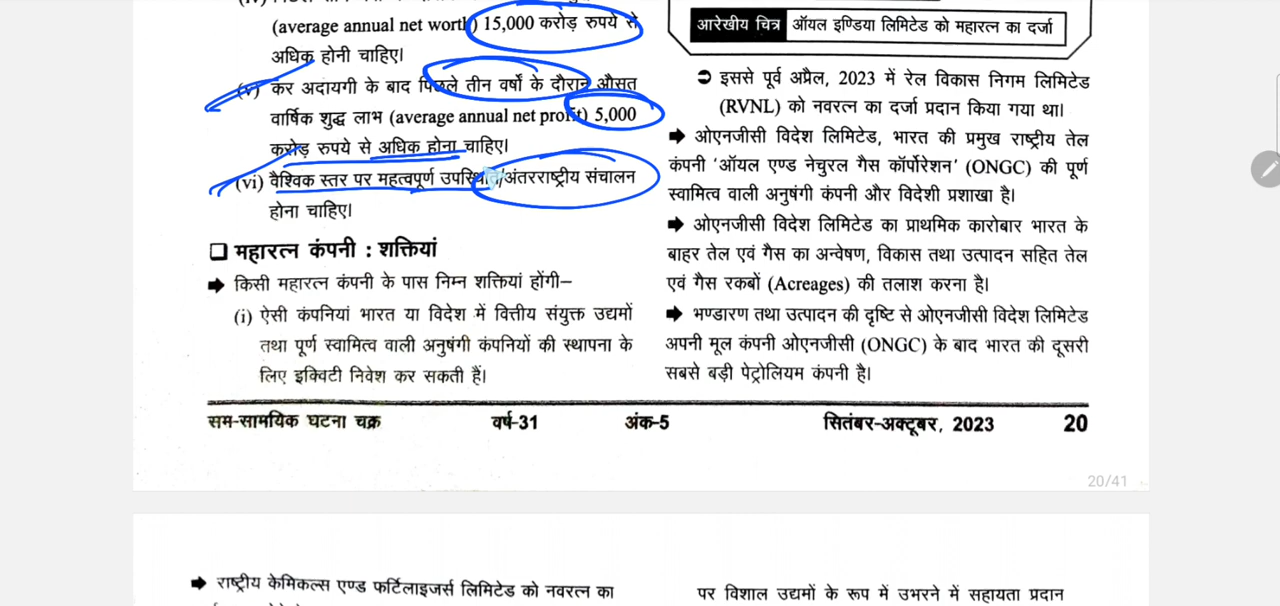 (average annual net worth) 15,000 करोड़ रुपये से
अधिक होनी चाहिए।
(v) कर अदायगी के बाद पिछले तीन वर्षों के दौरान औसत
वार्षिक शुद्ध लाभ (average annual net profit) 5,000
करोड़ रुपये से अधिक होना चाहिए।
(vi) वैश्विक स्तर पर महत्वपूर्ण उपस्थिति/अंतरराष्ट्रीय संचालन
होना चाहिए।
❑ महारत्न कंपनी : शक्तियां
➡ किसी महारत्न कंपनी के पास निम्न शक्तियां होंगी–
(i) ऐसी कंपनियां भारत या विदेश में वित्तीय संयुक्त उद्यमों
तथा पूर्ण स्वामित्व वाली अनुषंगी कंपनियों की स्थापना के
लिए इक्विटी निवेश कर सकती हैं।
आरेखीय चित्र ऑयल इण्डिया लिमिटेड को महारत्न का दर्जा
➲ इससे पूर्व अप्रैल, 2023 में रेल विकास निगम लिमिटेड
(RVNL) को नवरत्न का दर्जा प्रदान किया गया था।
➡ ओएनजीसी विदेश लिमिटेड, भारत की प्रमुख राष्ट्रीय तेल
कंपनी 'ऑयल एण्ड नेचुरल गैस कॉर्पोरेशन' (ONGC) की पूर्ण
स्वामित्व वाली अनुषंगी कंपनी और विदेशी प्रशाखा है।
➡ ओएनजीसी विदेश लिमिटेड का प्राथमिक कारोबार भारत के
बाहर तेल एवं गैस का अन्वेषण, विकास तथा उत्पादन सहित तेल
एवं गैस रकबों (Acreages) की तलाश करना है।
➡ भण्डारण तथा उत्पादन की दृष्टि से ओएनजीसी विदेश लिमिटेड
अपनी मूल कंपनी ओएनजीसी (ONGC) के बाद भारत की दूसरी
सबसे बड़ी पेट्रोलियम कंपनी है।
सम-सामयिक घटना चक्र वर्ष-31 अंक-5 सितंबर-अक्टूबर, 2023 20
20/41
➡ राष्ट्रीय केमिकल्स एण्ड फर्टिलाइजर्स लिमिटेड को नवरत्न का
पर विशाल उद्यमों के रूप में उभरने में सहायता प्रदान